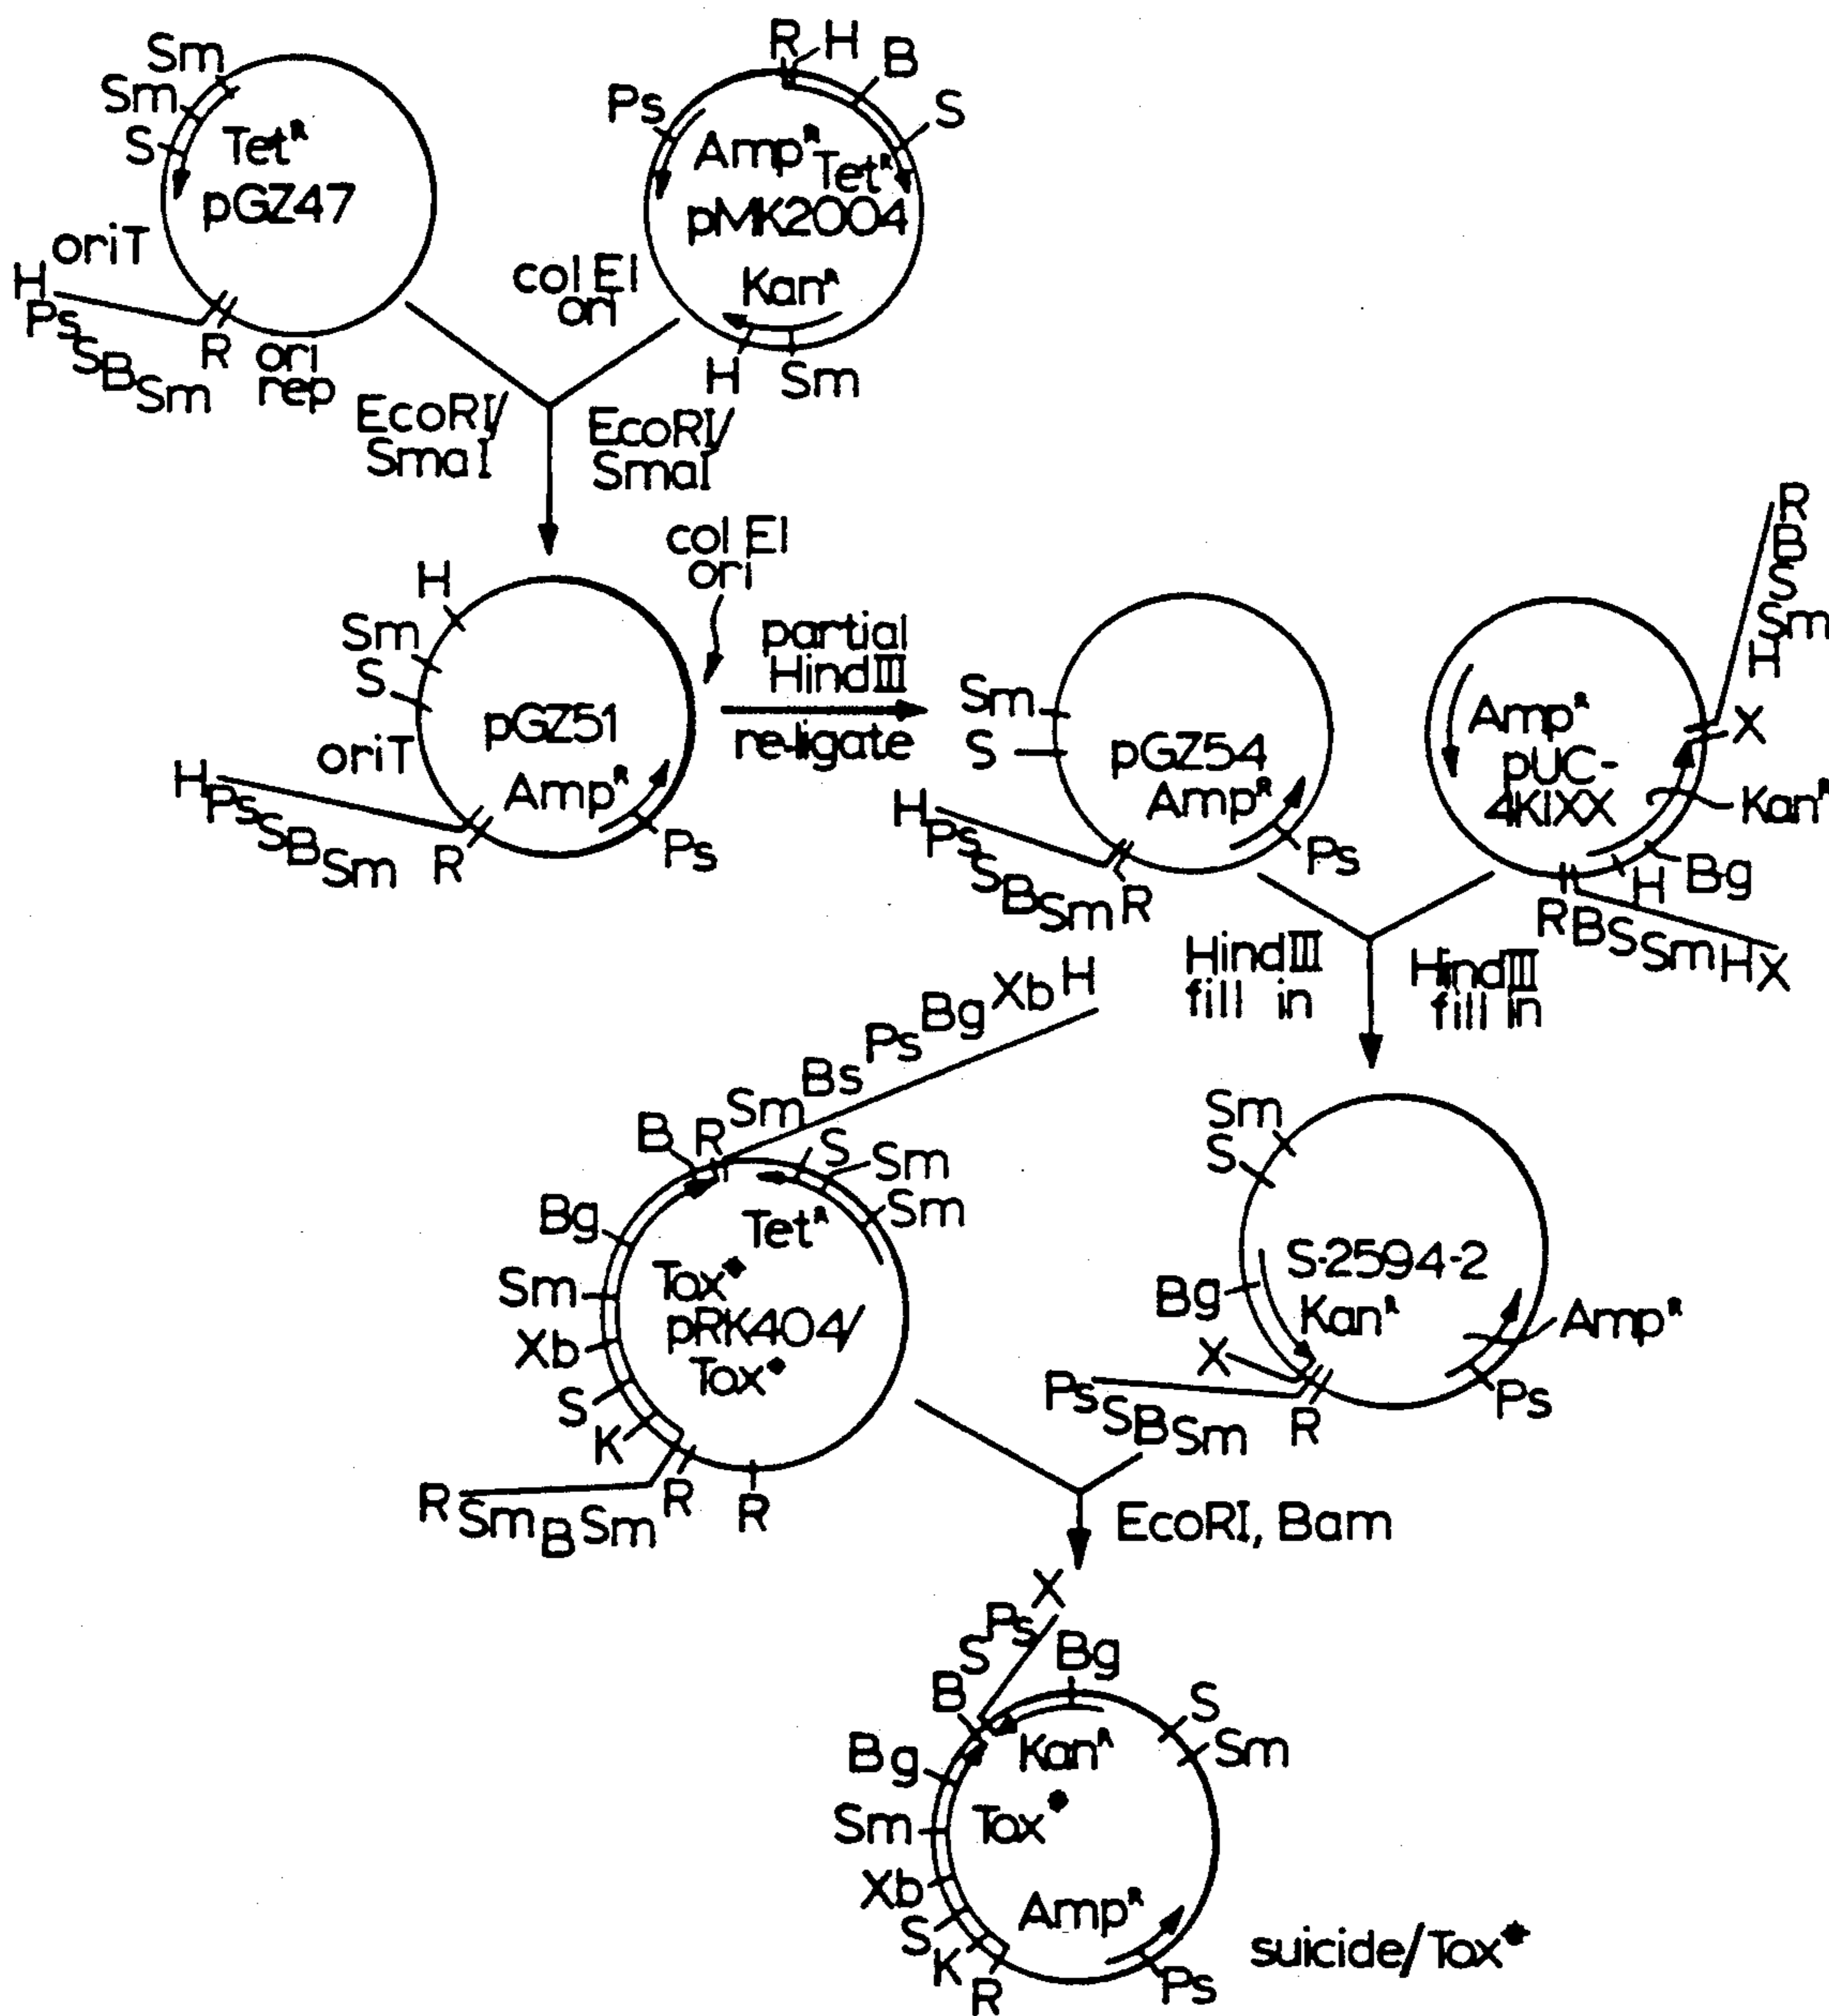 Sm
Sm
S
Tet^R
pGZ47
oriT
H
Ps
S
B
Sm
R
ori
rep
R
H
B
S
Ps
Amp^R
Tet^R
pMK2004
Kan^R
col E1
ori
H
Sm
EcoRI/
SmaI
EcoRI/
SmaI
H
Sm
S
pGZ51
oriT
Amp^R
H
Ps
S
B
Sm
R
Ps
col E1
ori
partial
HindIII
re-ligate
Sm
S
pGZ54
Amp^R
H
Ps
S
B
Sm
R
Ps
R
B
S
Sm
H
X
Amp^R
pUC-
4KIXX
Kan^R
Bg
H
R
B
S
Sm
H
X
HindIII
fill in
HindIII
fill in
B
R
Sm
Bs
Ps
Bg
Xb
H
S
Sm
Sm
Bg
Tet^R
Sm
Tox^*
pRK404/
Tox^*
Xb
S
K
R
Sm
B
Sm
R
R
Sm
S
S-2594-2
Bg
Kan^R
Amp^R
X
Ps
S
B
Sm
R
Ps
EcoRI, Bam
X
Ps
S
B
Bg
S
Sm
Kan^R
Bg
Tox^*
Sm
Xb
Amp^R
S
K
R
Ps
suicide/Tox^*